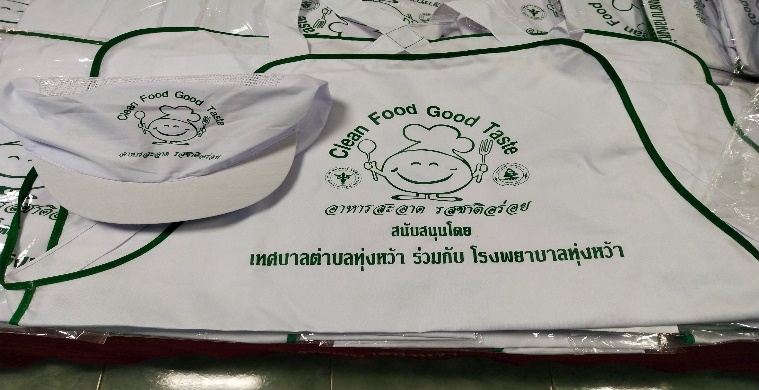 Clean Food Good Taste
อาหารสะอาด รสชาติอร่อย
Clean Food Good Taste
อาหารสะอาด รสชาติอร่อย
สนับสนุนโดย
เทศบาลตำบลทุ่งหว้า ร่วมกับ โรงพยาบาลทุ่งหว้า